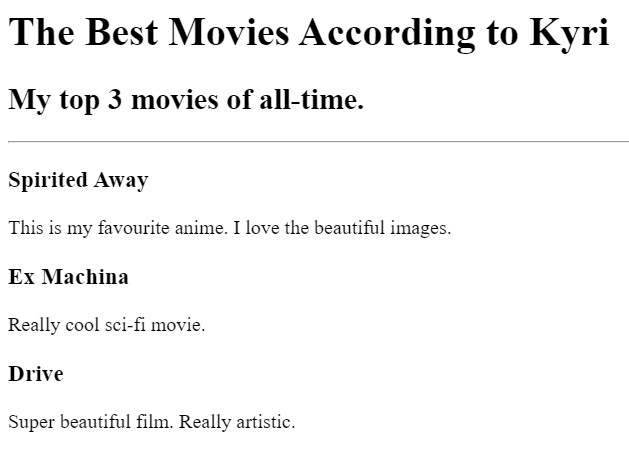 The Best Movies According to Kyri
My top 3 movies of all-time.
Spirited Away
This is my favourite anime. I love the beautiful images.
Ex Machina
Really cool sci-fi movie.
Drive
Super beautiful film. Really artistic.